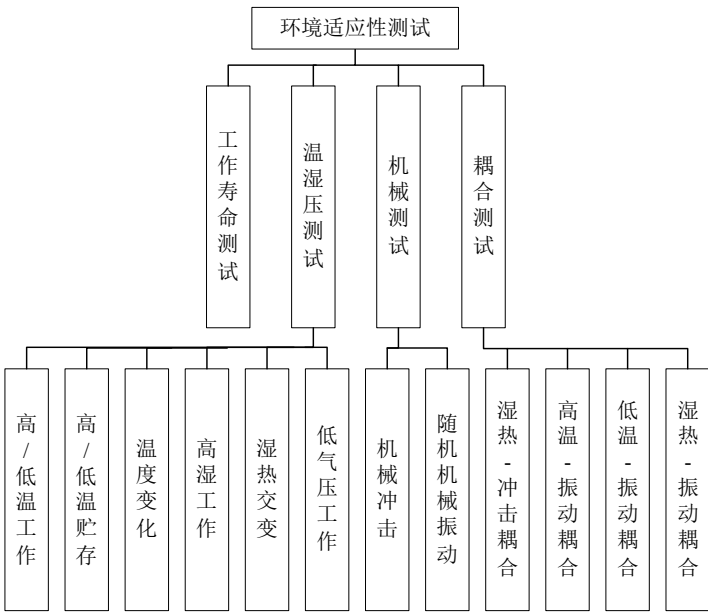 环境适应性测试
工作寿命测试
温湿压测试
机械测试
耦合测试
高/低温工作
高/低温贮存
温度变化
高湿工作
湿热交变
低气压工作
机械冲击
随机机械振动
湿热-冲击耦合
高温-振动耦合
低温-振动耦合
湿热-振动耦合